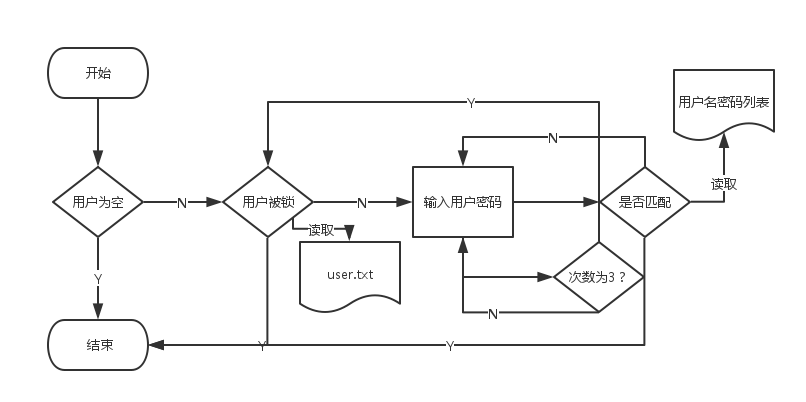 开始
用户名密码列表
Y
N
读取
用户为空
N
用户被锁
N
输入用户密码
是否匹配
读取
user.txt
次数为3？
Y
N
结束
Y
Y